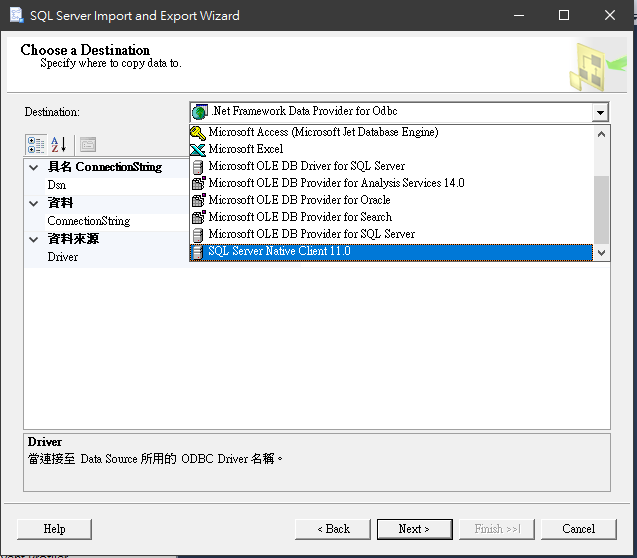 SQL Server Import and Export Wizard
Choose a Destination
Specify where to copy data to.
Destination:
.Net Framework Data Provider for Odbc
Microsoft Access (Microsoft Jet Database Engine)
Microsoft Excel
Microsoft OLE DB Driver for SQL Server
Microsoft OLE DB Provider for Analysis Services 14.0
Microsoft OLE DB Provider for Oracle
Microsoft OLE DB Provider for Search
Microsoft OLE DB Provider for SQL Server
SQL Server Native Client 11.0
具名 ConnectionString
Dsn
資料
ConnectionString
資料來源
Driver
Driver
當連接至 Data Source 所用的 ODBC Driver 名稱。
Help
< Back
Next >
Finish >>|
Cancel